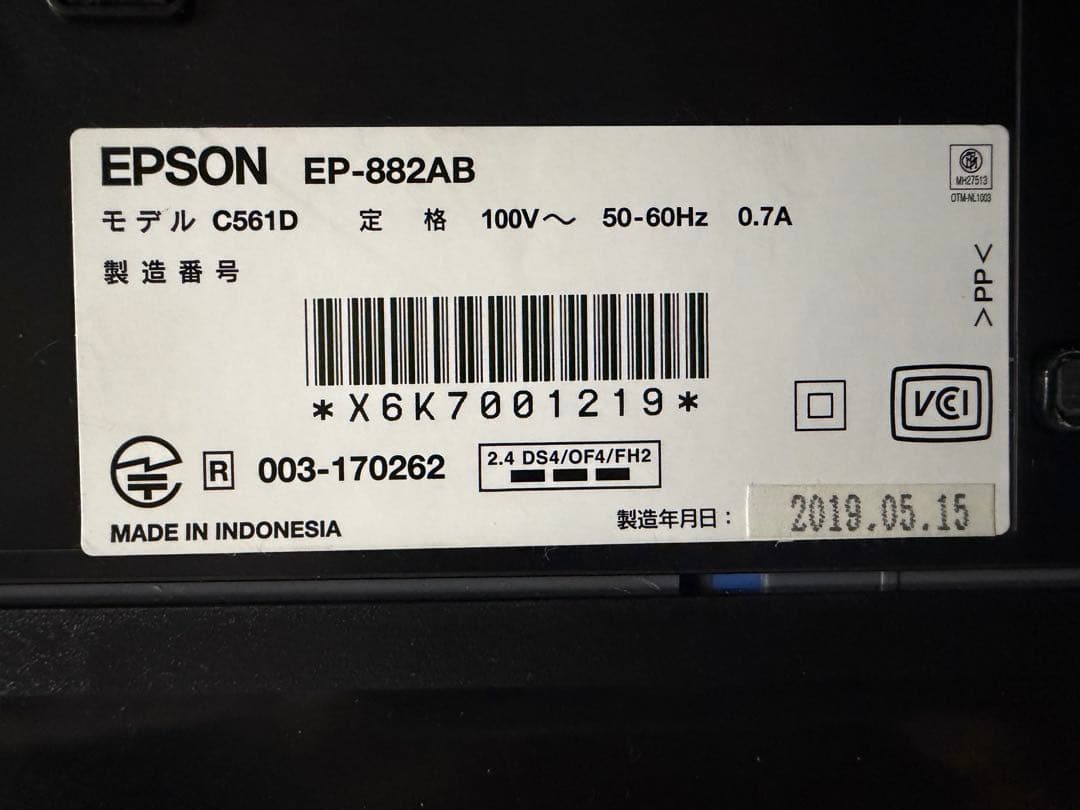 EPSON EP-882AB
モデル C561D 定格 100V～ 50-60Hz 0.7A
製造番号
*X6K7001219*
R 003-170262
2.4 DS4/OF4/FH2
MADE IN INDONESIA
製造年月日：2019.05.15
MH27513
OTM-NL1003
>PP<
VCCI